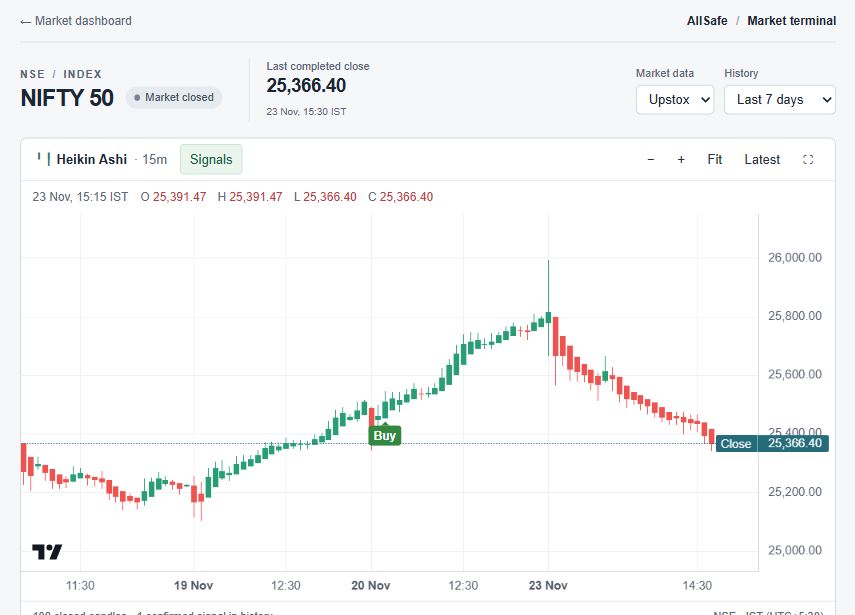 ← Market dashboard
AllSafe / Market terminal
NSE / INDEX
NIFTY 50
Market closed
Last completed close
25,366.40
23 Nov, 15:30 IST
Market data
Upstox
History
Last 7 days
Heikin Ashi · 15m
Signals
− + Fit Latest
23 Nov, 15:15 IST O 25,391.47 H 25,391.47 L 25,366.40 C 25,366.40
26,000.00
25,800.00
25,600.00
25,400.00
Buy
Close 25,366.40
25,200.00
25,000.00
11:30 19 Nov 12:30 20 Nov 12:30 23 Nov 14:30